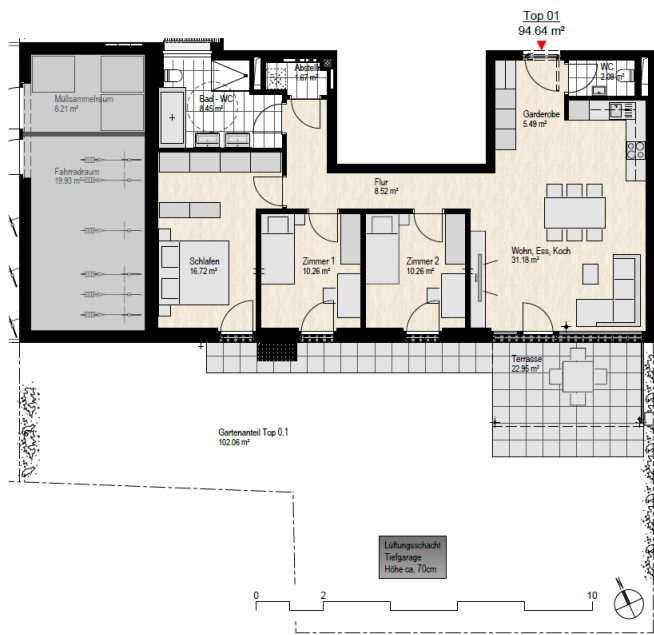 Top 01
94.64 m²
Müllsammelraum
8.21 m²
Fahrradraum
19.93 m²
Bad - WC
8.45 m²
Abstellr.
1.67 m²
Garderobe
5.49 m²
WC
2.09 m²
Flur
8.52 m²
Schlafen
16.72 m²
Zimmer 1
10.26 m²
Zimmer 2
10.26 m²
Wohn, Ess, Koch
31.18 m²
Terrasse
22.95 m²
Gartenanteil Top 0.1
102.06 m²
Lüftungsschacht
Tiefgarage
Höhe ca. 70cm
0 2 10